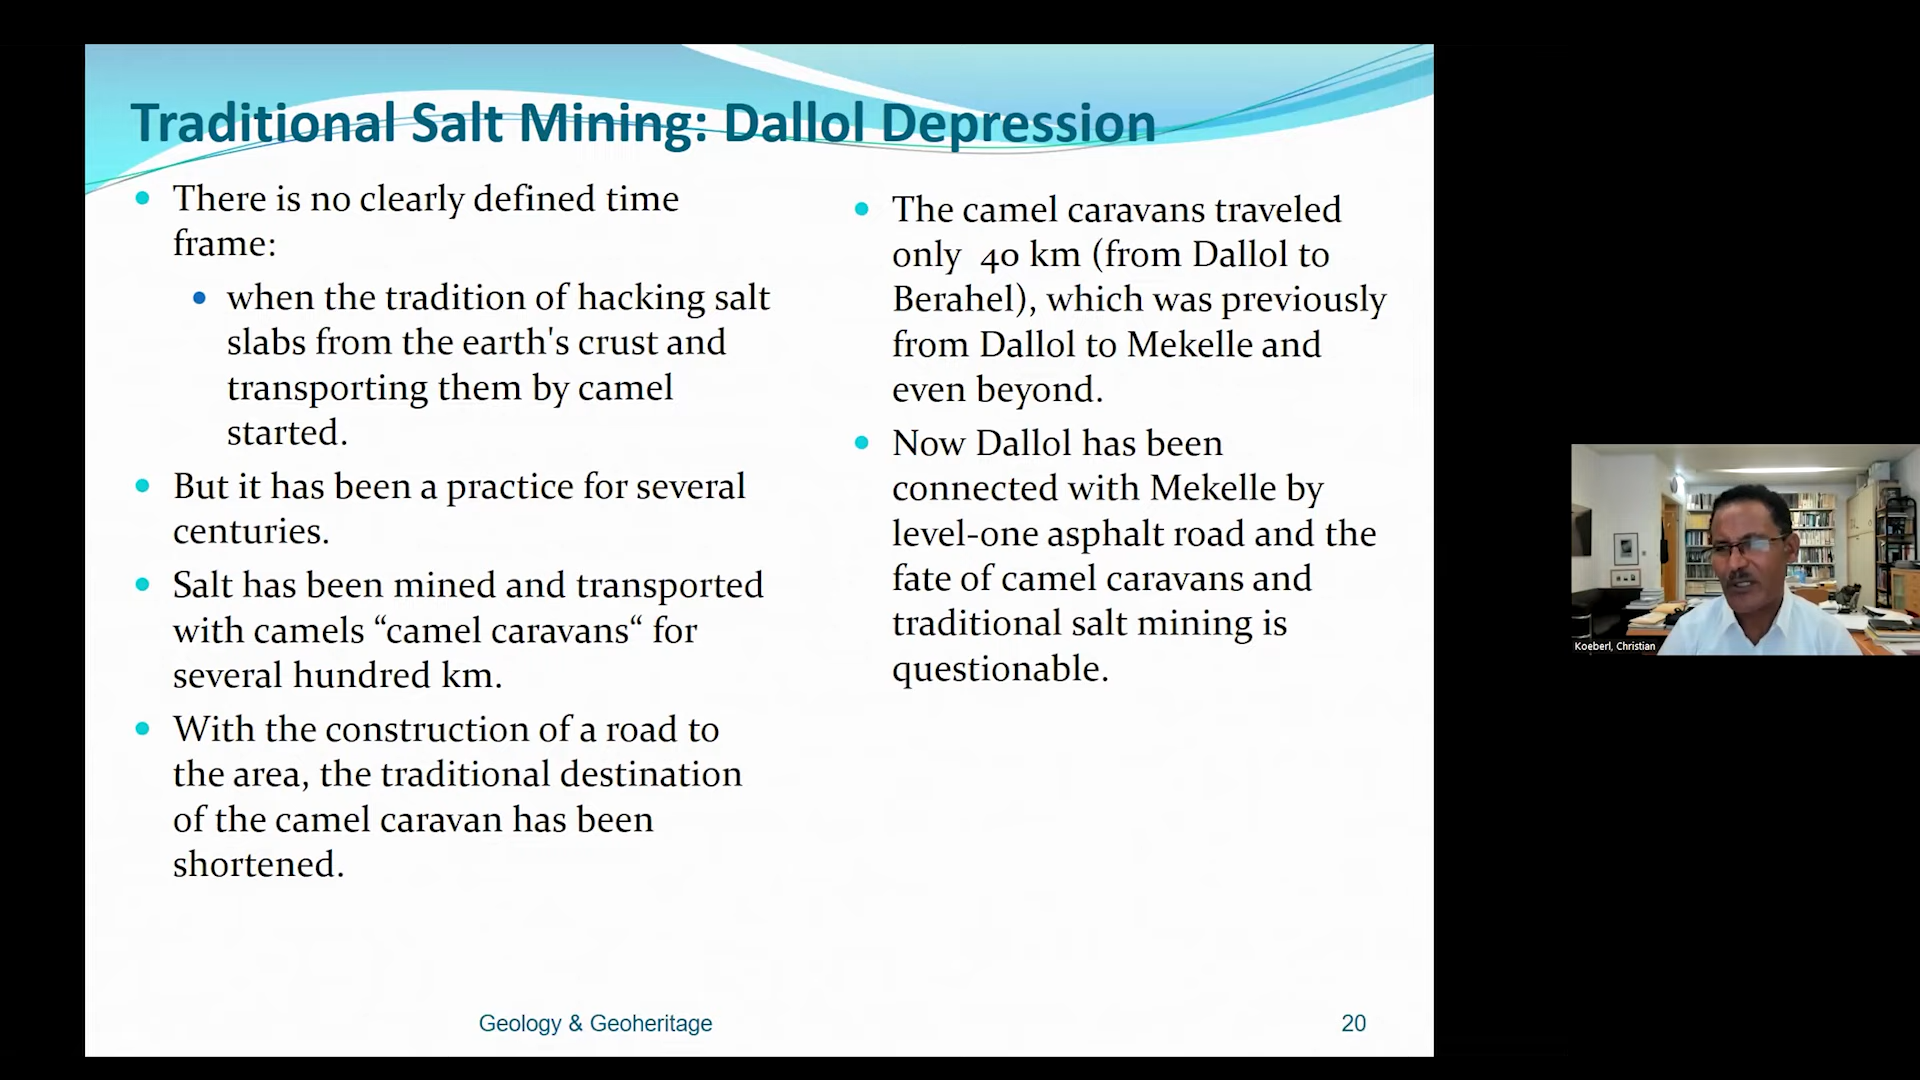 Traditional Salt Mining: Dallol Depression
There is no clearly defined time
frame:
when the tradition of hacking salt
slabs from the earth's crust and
transporting them by camel
started.
But it has been a practice for several
centuries.
Salt has been mined and transported
with camels “camel caravans“ for
several hundred km.
With the construction of a road to
the area, the traditional destination
of the camel caravan has been
shortened.
The camel caravans traveled
only  40 km (from Dallol to
Berahel), which was previously
from Dallol to Mekelle and
even beyond.
Now Dallol has been
connected with Mekelle by
level-one asphalt road and the
fate of camel caravans and
traditional salt mining is
questionable.
Geology & Geoheritage
20
Koeberl, Christian